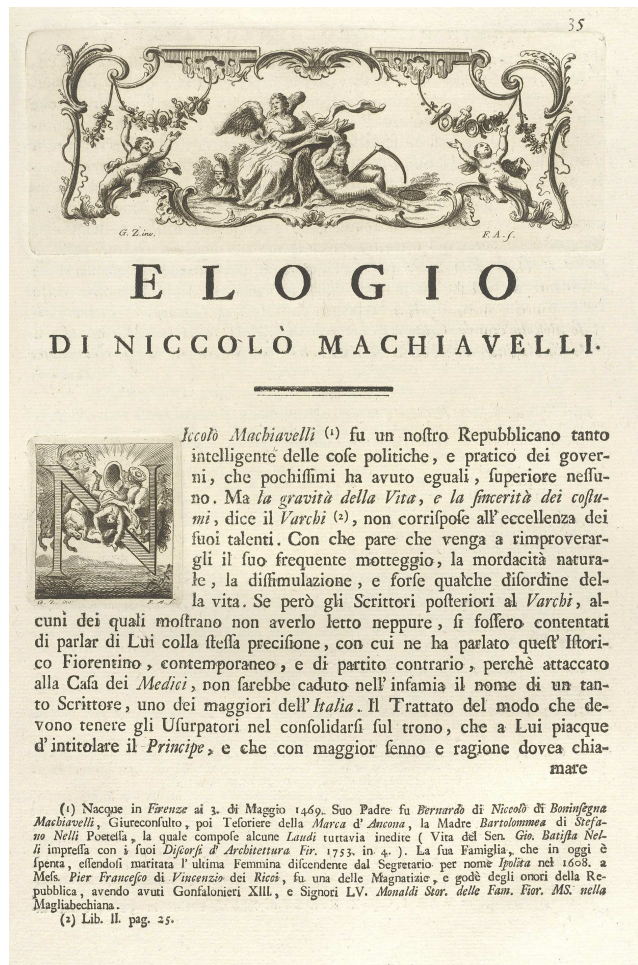 35
G. Z. inv.
F. A. f.
ELOGIO
DI NICCOLÒ MACHIAVELLI.
NIccolò Machiavelli (1) fu un noſtro Repubblicano tanto
intelligente delle coſe politiche, e pratico dei gover-
ni, che pochiſſimi ha avuto eguali, ſuperiore neſſu-
no. Ma la gravità della Vita, e la ſincerità dei coſtu-
mi, dice il Varchi (2), non corriſpoſe all'eccellenza dei
ſuoi talenti. Con che pare che venga a rimproverar-
gli il ſuo frequente motteggio, la mordacità natura-
le, la diſſimulazione, e forſe qualche diſordine del-
la vita. Se però gli Scrittori poſteriori al Varchi, al-
G. Z. inv.
F. A. f.
cuni dei quali moſtrano non averlo letto neppure, ſi foſſero contentati
di parlar di Lui colla ſteſſa preciſione, con cui ne ha parlato queſt' Iſtori-
co Fiorentino, contemporaneo, e di partito contrario, perchè attaccato
alla Caſa dei Medici, non ſarebbe caduto nell'infamia il nome di un tan-
to Scrittore, uno dei maggiori dell'Italia. Il Trattato del modo che de-
vono tenere gli Uſurpatori nel conſolidarſi ſul trono, che a Lui piacque
d'intitolare il Principe, e che con maggior ſenno e ragione dovea chia-
mare
(1) Nacque in Firenze ai 3. di Maggio 1469. Suo Padre fu Bernardo di Niccolò di Boninſegna
Machiavelli, Giureconſulto, poi Teſoriere della Marca d' Ancona, la Madre Bartolommea di Stefa-
no Nelli Poeteſſa, la quale compoſe alcune Laudi tuttavia inedite ( Vita del Sen. Gio. Batiſta Nel-
li impreſſa con i ſuoi Diſcorſi d' Architettura Fir. 1753. in 4. ). La ſua Famiglia, che in oggi è
ſpenta, eſſendoſi maritata l'ultima Femmina diſcendente dal Segretario per nome Ipolita nel 1608. a
Meſs. Pier Franceſco di Vincenzio dei Ricci, fu una delle Magnatizie, e godè degli onori della Re-
pubblica, avendo avuti Gonfalonieri XIII, e Signori LV. Monaldi Stor. delle Fam. Fior. MS. nella
Magliabechiana.
(2) Lib. II. pag. 25.